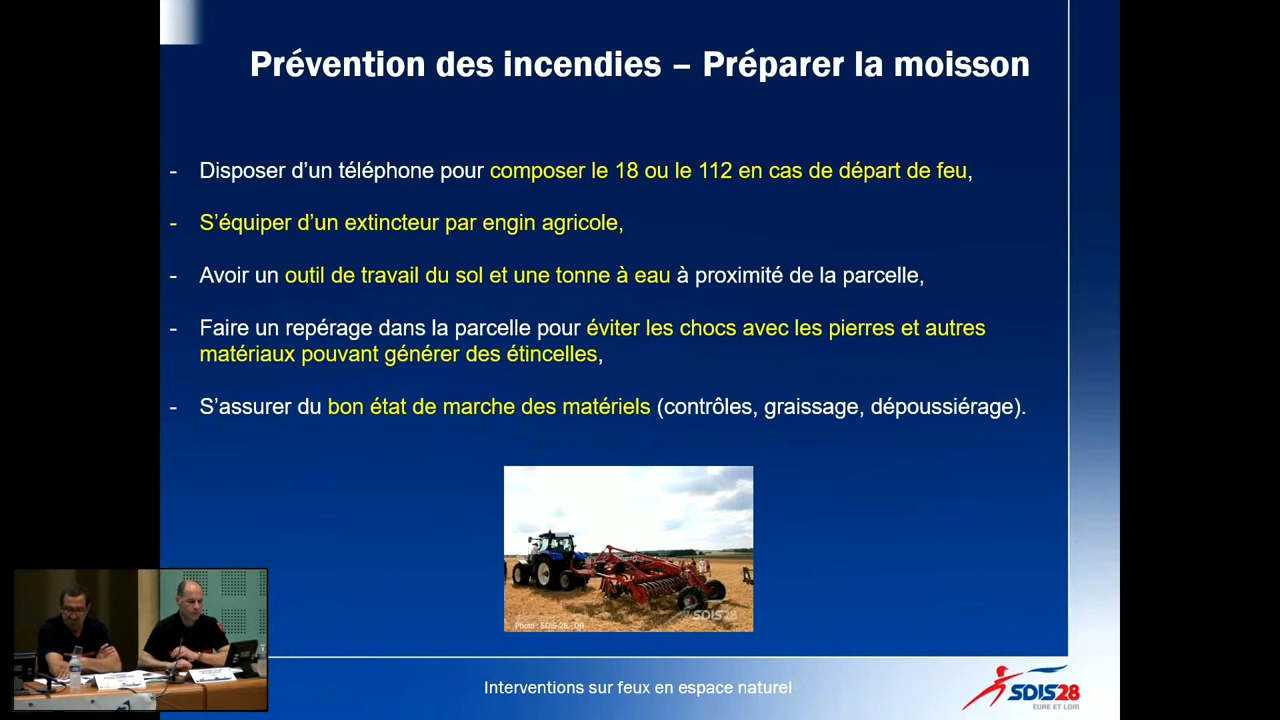 Prévention des incendies – Préparer la moisson
- Disposer d’un téléphone pour composer le 18 ou le 112 en cas de départ de feu,
- S’équiper d’un extincteur par engin agricole,
- Avoir un outil de travail du sol et une tonne à eau à proximité de la parcelle,
- Faire un repérage dans la parcelle pour éviter les chocs avec les pierres et autres
matériaux pouvant générer des étincelles,
- S’assurer du bon état de marche des matériels (contrôles, graissage, dépoussiérage).
SDIS28
Photo : SDIS 28 - DR
Interventions sur feux en espace naturel
SDIS28
EURE ET LOIR